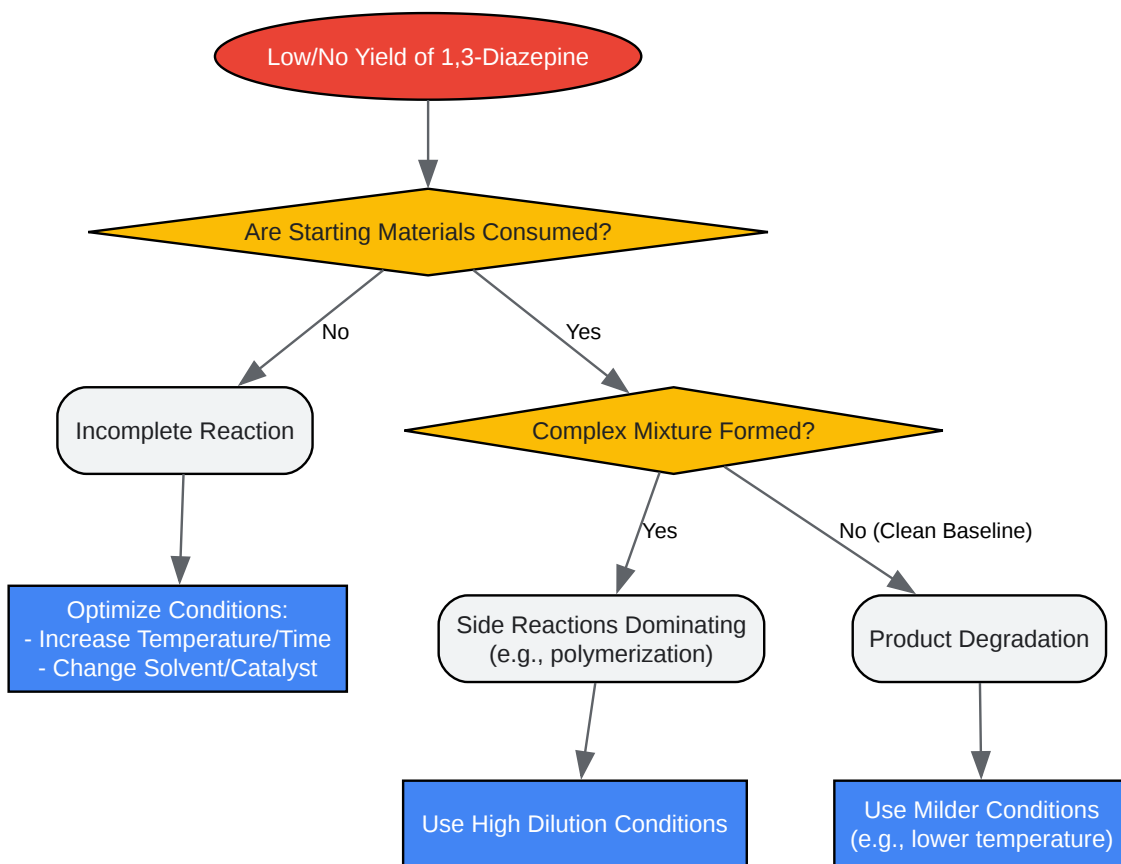 Low/No Yield of 1,3-Diazepine
Are Starting Materials Consumed?
No
Yes
Incomplete Reaction
Complex Mixture Formed?
Yes
No (Clean Baseline)
Optimize Conditions:
- Increase Temperature/Time
- Change Solvent/Catalyst
Side Reactions Dominating
(e.g., polymerization)
Product Degradation
Use High Dilution Conditions
Use Milder Conditions
(e.g., lower temperature)